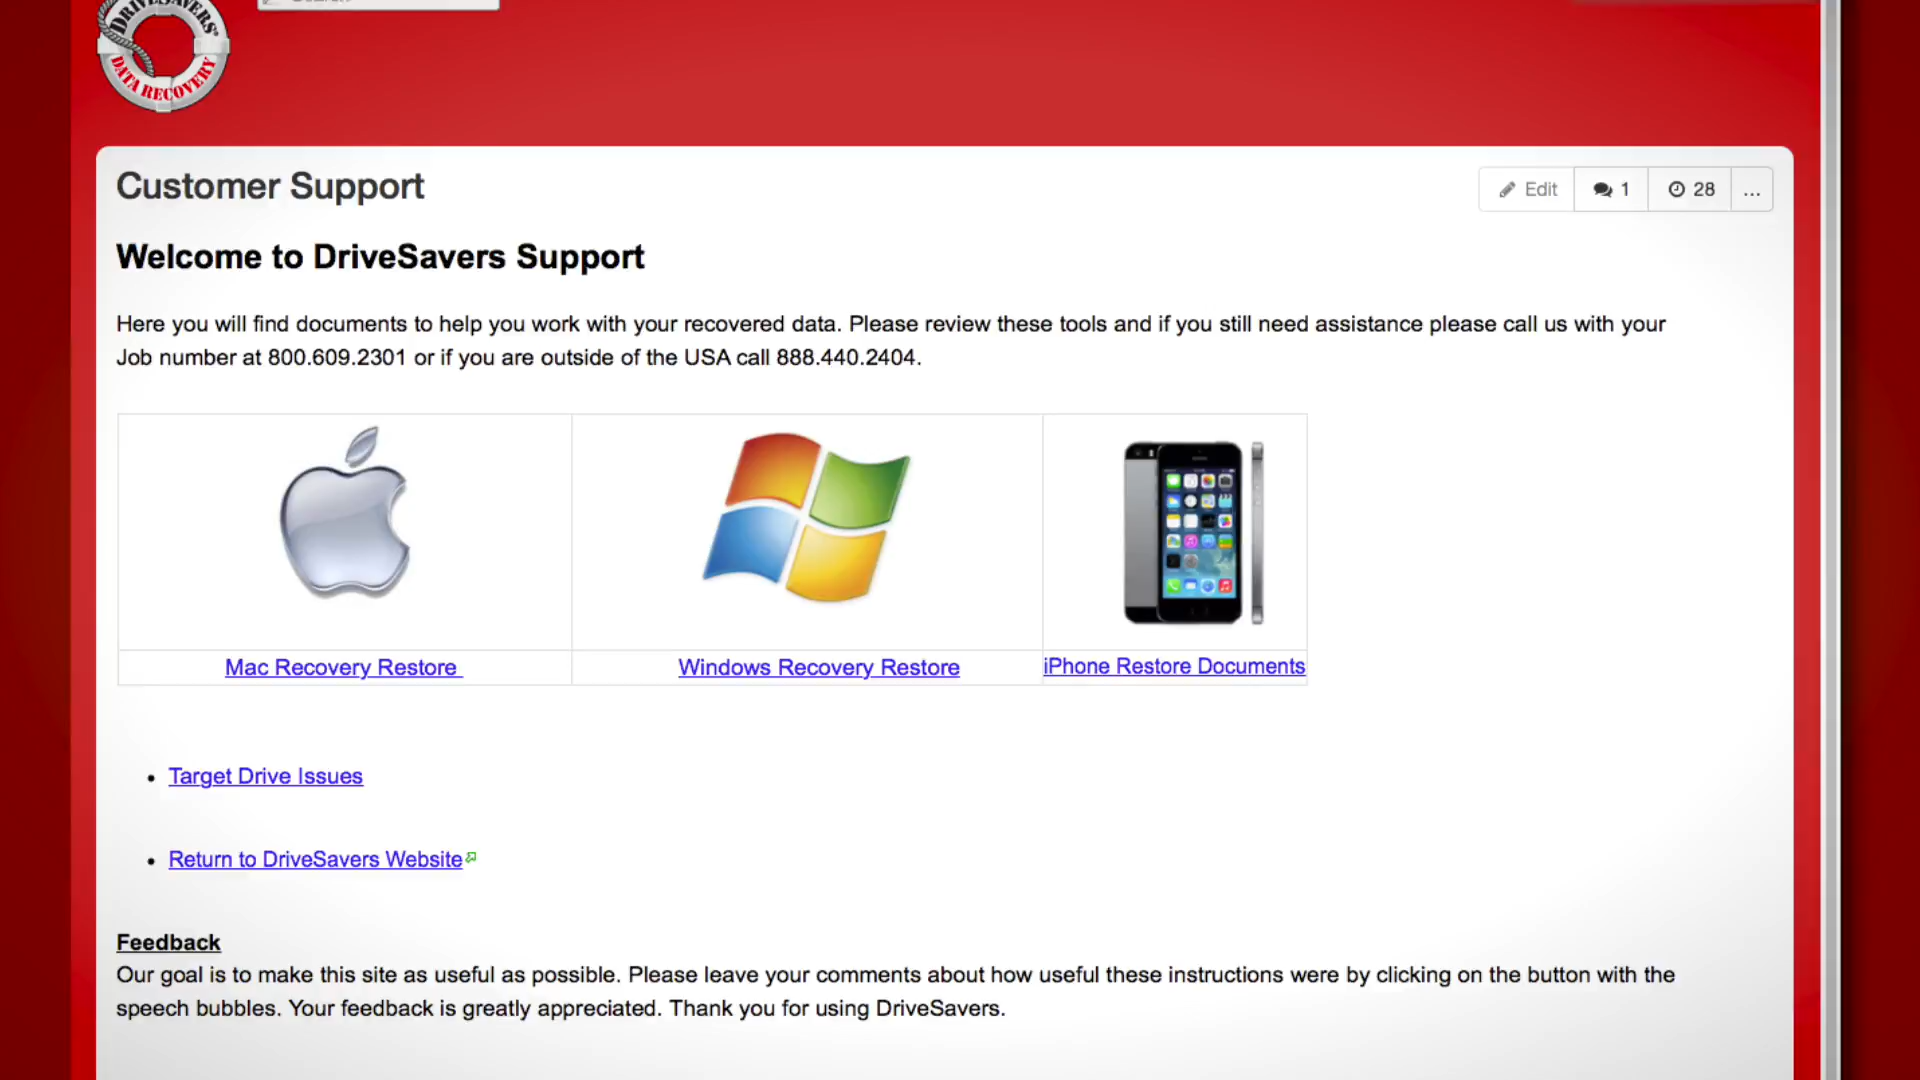 DRIVESAVERS
DATA RECOVERY
Customer Support
Edit
1
28
...
Welcome to DriveSavers Support
Here you will find documents to help you work with your recovered data. Please review these tools and if you still need assistance please call us with your
Job number at 800.609.2301 or if you are outside of the USA call 888.440.2404.
Mac Recovery Restore
Windows Recovery Restore
iPhone Restore Documents
• Target Drive Issues
• Return to DriveSavers Website
Feedback
Our goal is to make this site as useful as possible. Please leave your comments about how useful these instructions were by clicking on the button with the
speech bubbles. Your feedback is greatly appreciated. Thank you for using DriveSavers.